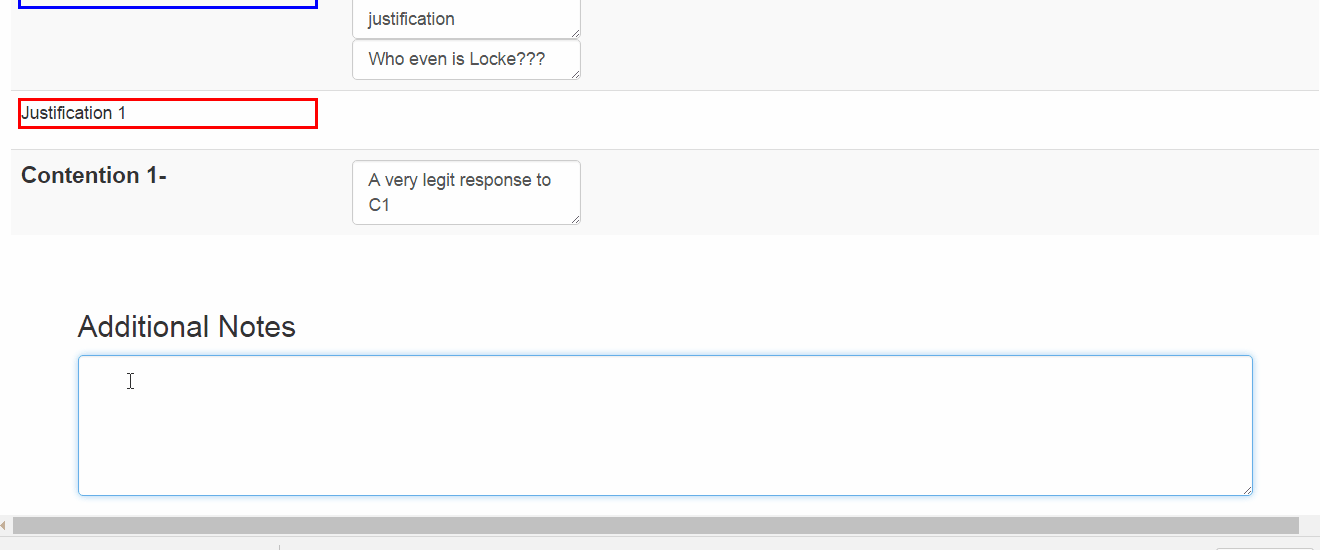 justification
Who even is Locke???
Justification 1
Contention 1-
A very legit response to
C1
Additional Notes